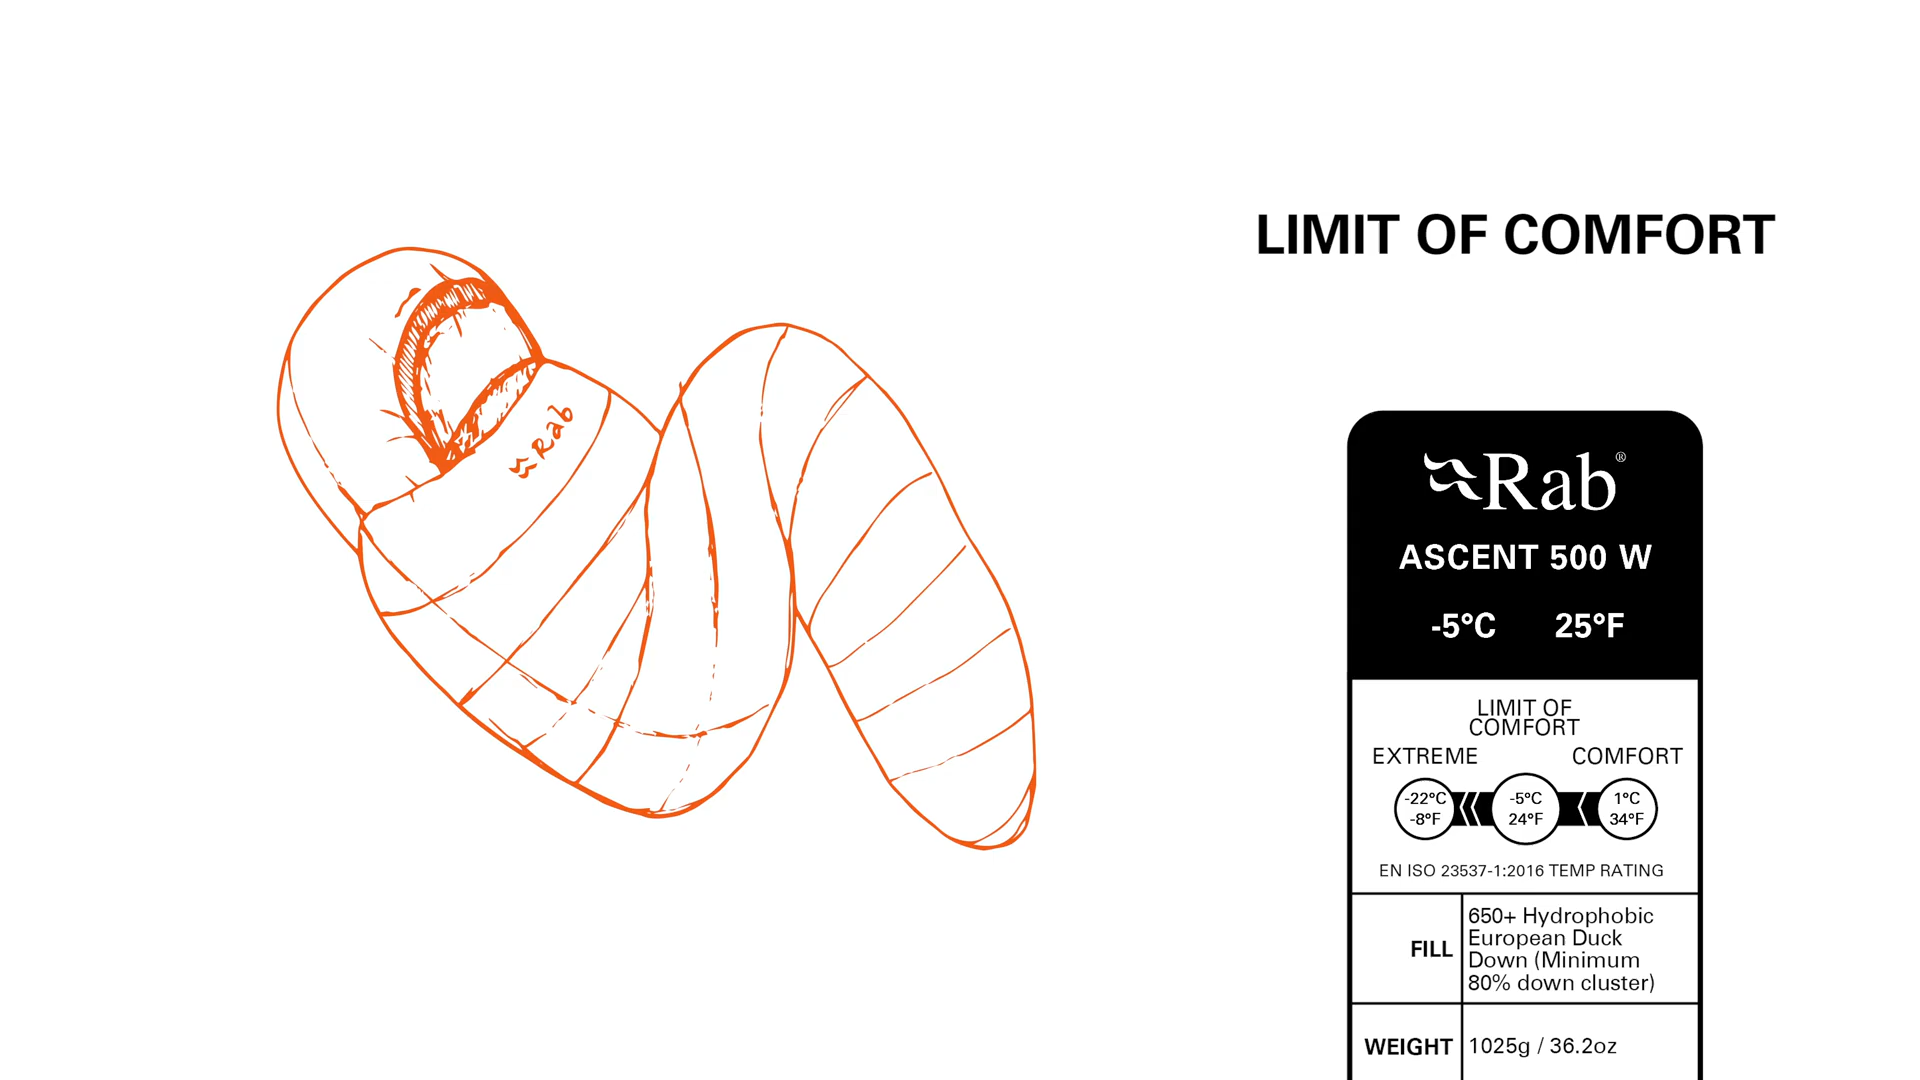 LIMIT OF COMFORT
Rab
Rab®
ASCENT 500 W
-5°C 25°F
LIMIT OF
COMFORT
EXTREME COMFORT
-22°C -5°C 1°C
-8°F 24°F 34°F
EN ISO 23537-1:2016 TEMP RATING
FILL
650+ Hydrophobic
European Duck
Down (Minimum
80% down cluster)
WEIGHT 1025g / 36.2oz